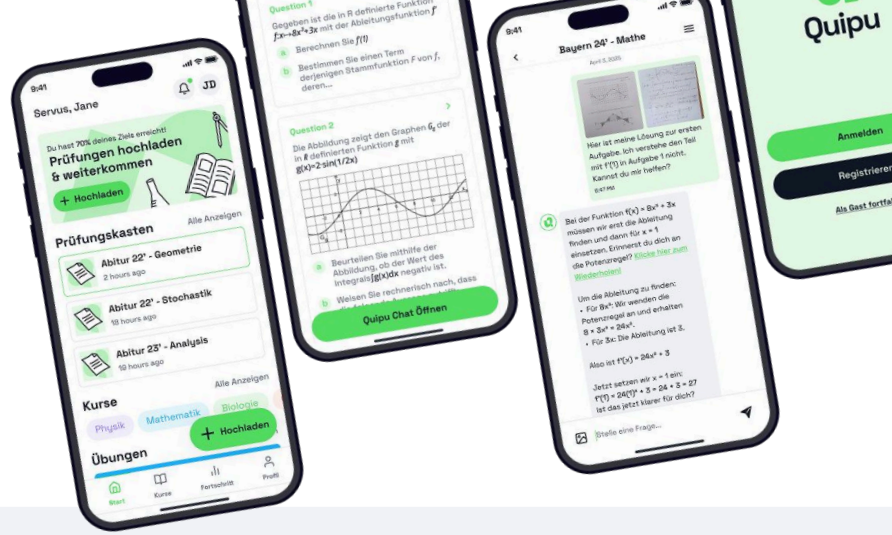 9:41
Servus, Jane
JD
Du hast 70% deines Ziels erreicht!
Prüfungen hochladen
& weiterkommen
+ Hochladen
Prüfungskasten
Alle Anzeigen
Abitur 22' - Geometrie
2 hours ago
Abitur 22' - Stochastik
18 hours ago
Abitur 23' - Analysis
19 hours ago
Kurse
Alle Anzeigen
Physik
Mathematik
Biologie
+ Hochladen
Übungen
Start
Kurse
Fortschritt
Profil
Question 1
Gegeben ist die in R definierte Funktion
f:x→8x³+3x mit der Ableitungsfunktion f'
a Berechnen Sie f'(1)
b Bestimmen Sie einen Term
derjenigen Stammfunktion F von f,
deren...
Question 2
Die Abbildung zeigt den Graphen Gg der
in R definierten Funktion g mit
g(x)=2·sin(1/2x)
a Beurteilen Sie mithilfe der
Abbildung, ob der Wert des
Integrals∫g(x)dx negativ ist.
b Weisen Sie rechnerisch nach, dass
Quipu Chat Öffnen
9:41
Bayern 24' - Mathe
April 3, 2025
Hier ist meine Lösung zur ersten
Aufgabe. Ich verstehe den Teil
mit f'(1) in Aufgabe 1 nicht.
Kannst du mir helfen?
6:47 PM
Bei der Funktion f(x) = 8x³ + 3x
müssen wir erst die Ableitung
finden und dann für x = 1
einsetzen. Erinnerst du dich an
die Potenzregel? Klicke hier zum
Wiederholen!
Um die Ableitung zu finden:
• Für 8x³: Wir wenden die
Potenzregel an und erhalten
8 × 3x² = 24x².
• Für 3x: Die Ableitung ist 3.
Also ist f'(x) = 24x² + 3
Jetzt setzen wir x = 1 ein:
f'(1) = 24(1)² + 3 = 24 + 3 = 27
Ist das jetzt klarer für dich?
Stelle eine Frage...
Quipu
Anmelden
Registriere
Als Gast fortfa